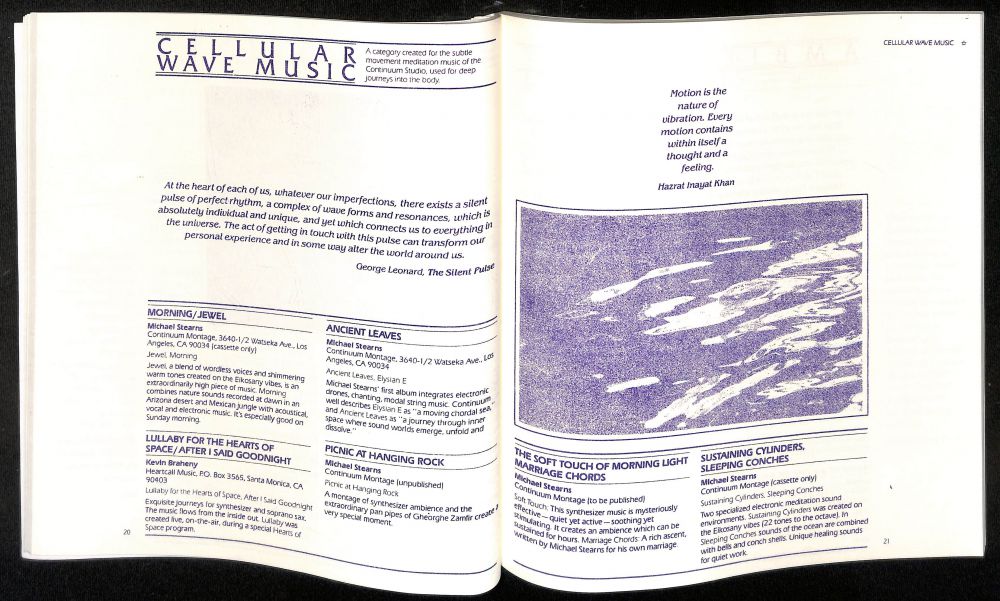 CELLULAR
WAVE MUSIC
A category created for the subtle
movement meditation music of the
Continuum Studio, used for deep
journeys into the body.
At the heart of each of us, whatever our imperfections, there exists a silent
pulse of perfect rhythm, a complex of wave forms and resonances, which is
absolutely individual and unique, and yet which connects us to everything in
the universe. The act of getting in touch with this pulse can transform our
personal experience and in some way alter the world around us.
George Leonard, The Silent Pulse
MORNING/JEWEL
Michael Stearns
Continuum Montage, 3640-1/2 Watseka Ave., Los
Angeles, CA 90034 (cassette only)
Jewel, Morning
Jewel, a blend of wordless voices and shimmering
warm tones created on the Eikosany vibes, is an
extraordinarily high piece of music. Morning
combines nature sounds recorded at dawn in an
Arizona desert and Mexican jungle with acoustical,
vocal and electronic music. It's especially good on
Sunday morning.
LULLABY FOR THE HEARTS OF
SPACE/AFTER I SAID GOODNIGHT
Kevin Braheny
Heartcall Music, P.O. Box 3565, Santa Monica, CA
90403
Lullaby for the Hearts of Space, After I Said Goodnight
Exquisite journeys for synthesizer and soprano sax.
The music flows from the inside out. Lullaby was
created live, on-the-air, during a special Hearts of
Space program.
20
ANCIENT LEAVES
Michael Stearns
Continuum Montage, 3640-1/2 Watseka Ave., Los
Angeles, CA 90034
Ancient Leaves, Elysian E
Michael Stearns' first album integrates electronic
drones, chanting, modal string music. Continuum
well describes Elysian E as "a moving chordal sea,"
and Ancient Leaves as "a journey through inner
space where sound worlds emerge, unfold and
dissolve."
PICNIC AT HANGING ROCK
Michael Stearns
Continuum Montage (unpublished)
Picnic at Hanging Rock
A montage of synthesizer ambience and the
extraordinary pan pipes of Gheorghe Zamfir create a
very special moment.
CELLULAR WAVE MUSIC ☆
Motion is the
nature of
vibration. Every
motion contains
within itself a
thought and a
feeling.
Hazrat Inayat Khan
THE SOFT TOUCH OF MORNING LIGHT
MARRIAGE CHORDS
Michael Stearns
Continuum Montage (to be published)
Soft Touch: This synthesizer music is mysteriously
effective—quiet yet active—soothing yet
stimulating. It creates an ambience which can be
sustained for hours. Marriage Chords: A rich ascent,
written by Michael Stearns for his own marriage.
SUSTAINING CYLINDERS,
SLEEPING CONCHES
Michael Stearns
Continuum Montage (cassette only)
Sustaining Cylinders, Sleeping Conches
Two specialized electronic meditation sound
environments. Sustaining Cylinders was created on
the Eikosany vibes (22 tones to the octave). In
Sleeping Conches sounds of the ocean are combined
with bells and conch shells. Unique healing sounds
for quiet work.
21